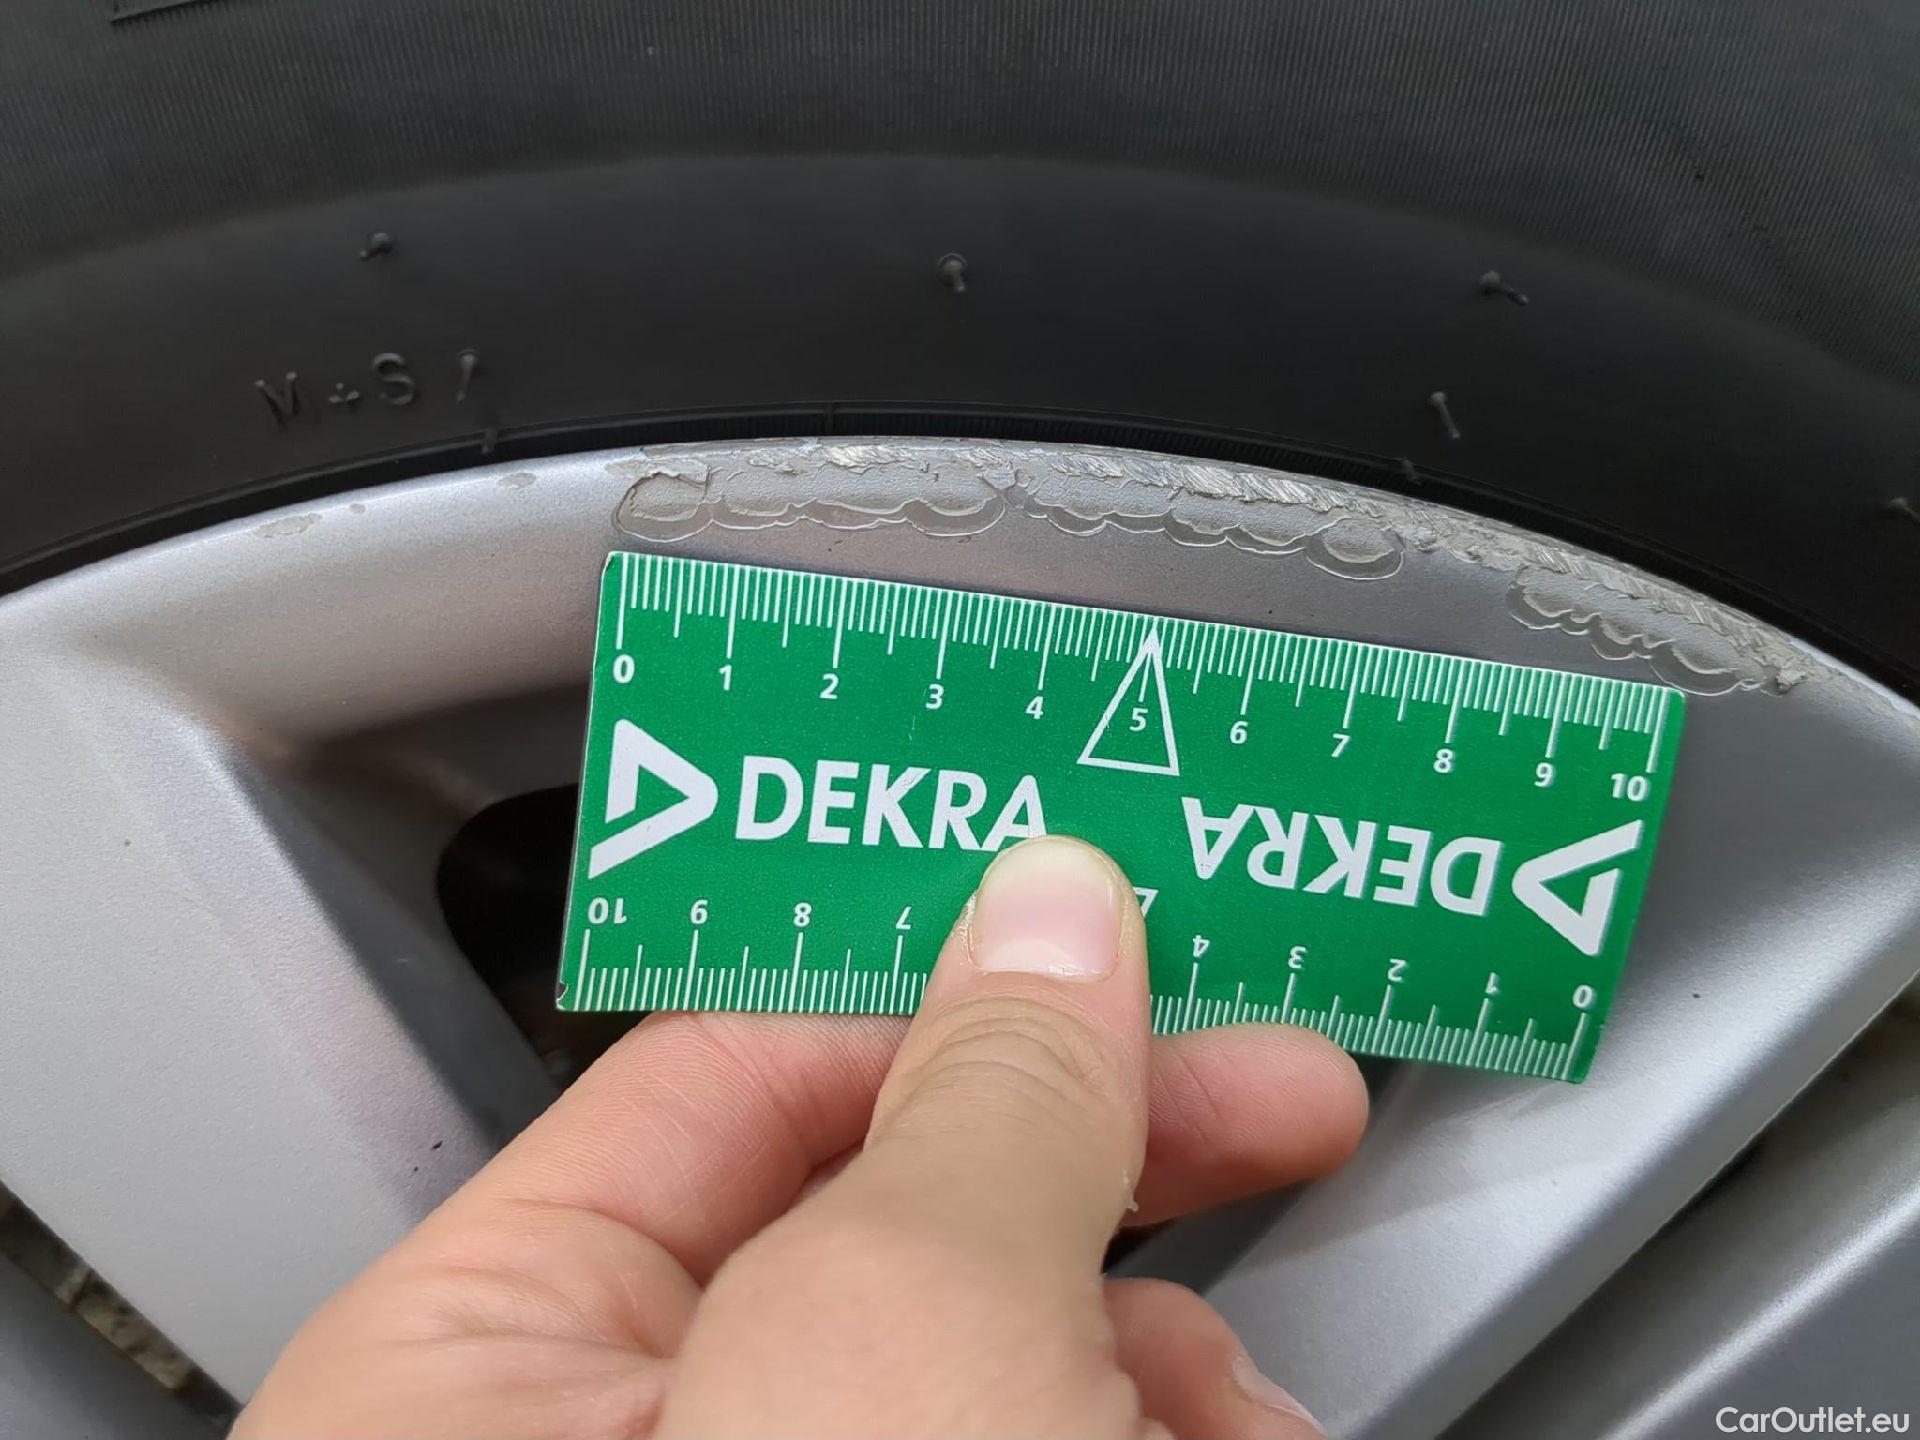 M+S
0 1 2 3 4 5 6 7 8 9 10
DEKRA
DEKRA
10 9 8 7 4 3 2 1 0
CarOutlet.eu